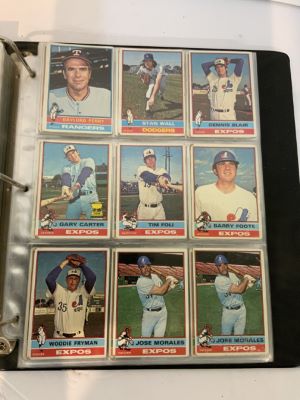 GAYLORD PERRY
RANGERS
STAN WALL
DODGERS
DENNIS BLAIR
EXPOS
GARY CARTER
EXPOS
TIM FOLI
EXPOS
BARRY FOOTE
EXPOS
WOODIE FRYMAN
EXPOS
JOSE MORALES
EXPOS
JOSE MORALES
EXPOS
35